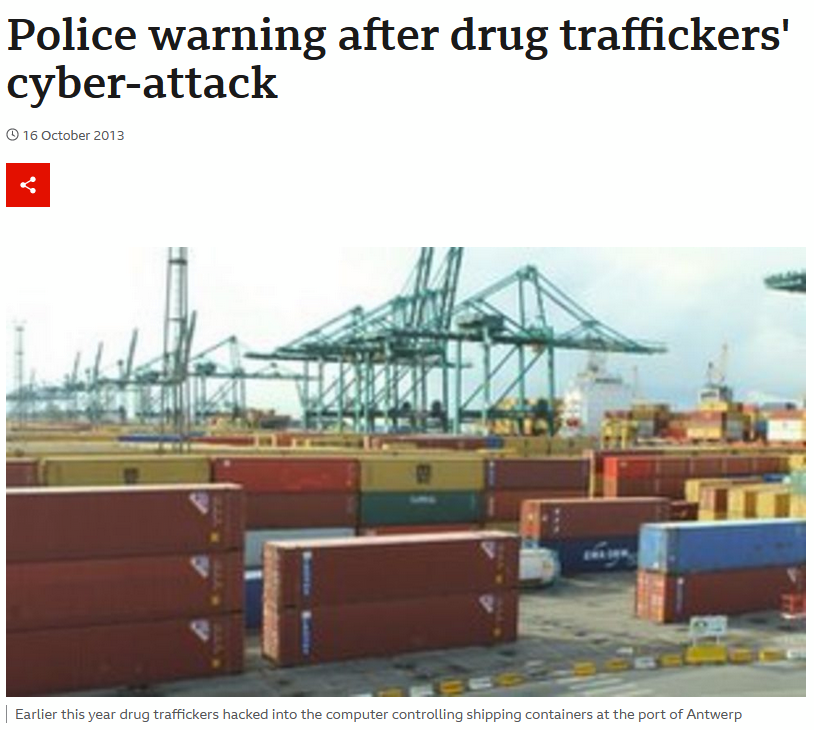 Police warning after drug traffickers'
cyber-attack
16 October 2013
Earlier this year drug traffickers hacked into the computer controlling shipping containers at the port of Antwerp